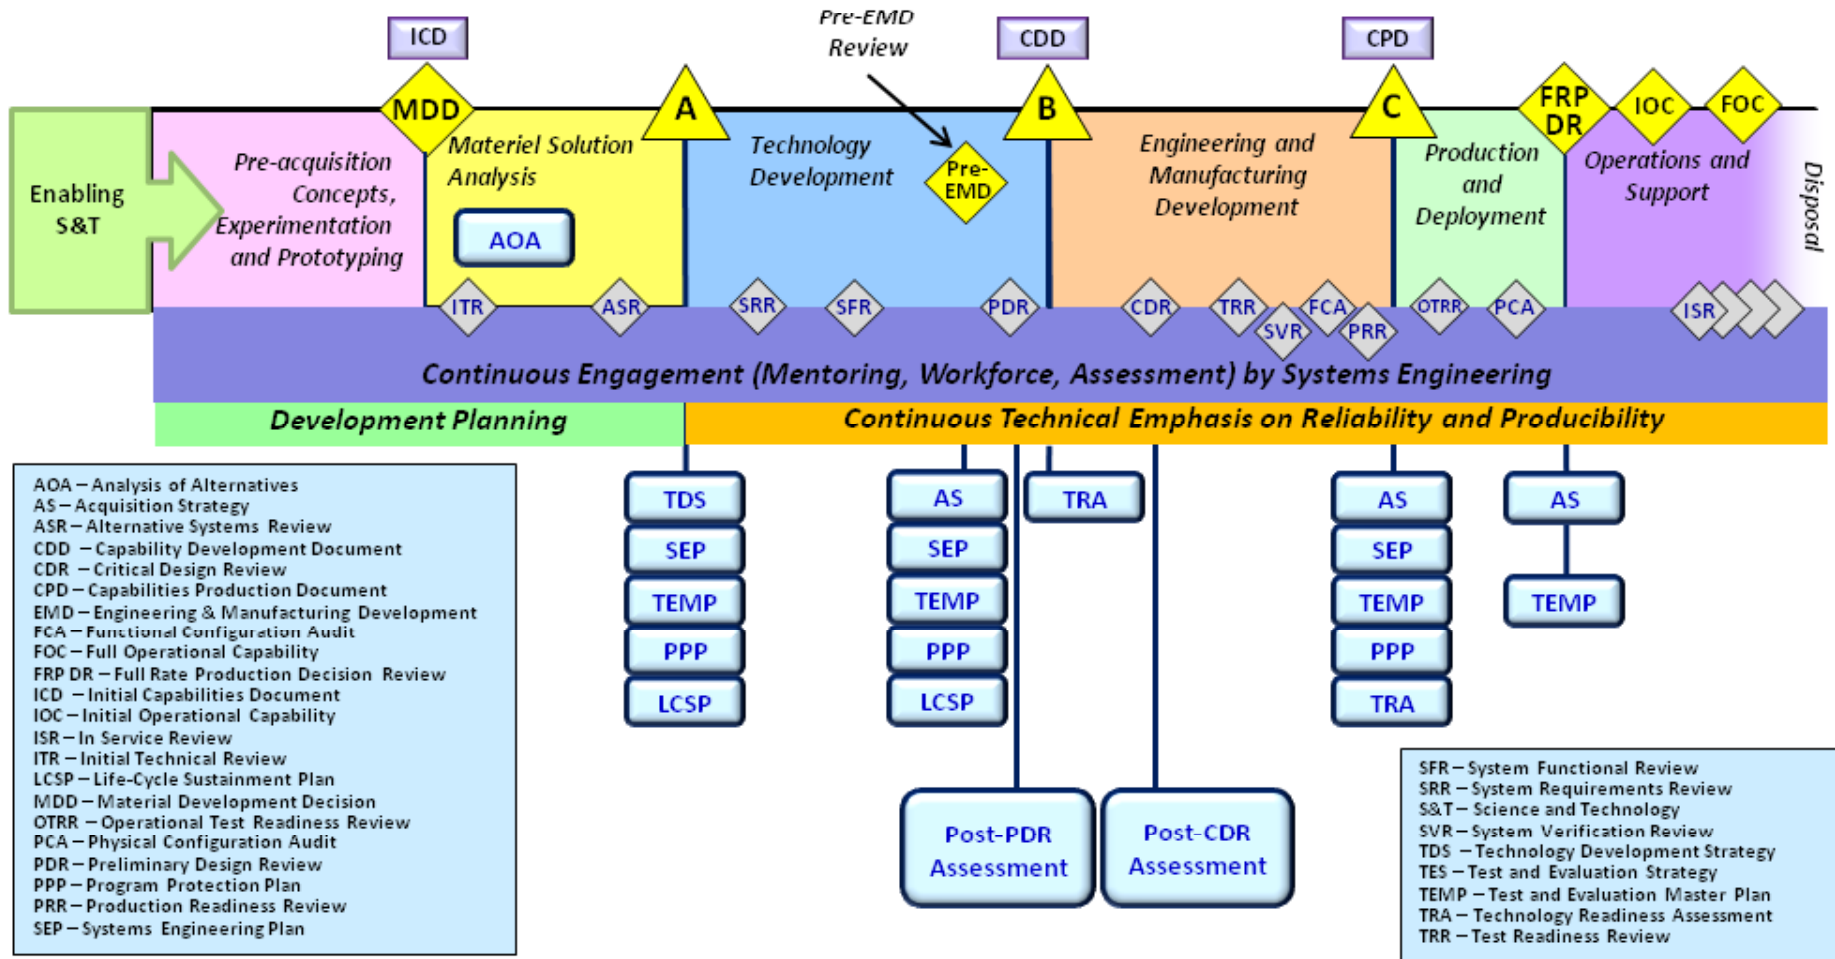 Pre-EMD
Review
ICD
CDD
CPD
MDD
A
B
C
FRP
DR
IOC
FOC
Enabling
S&T
Pre-acquisition
Concepts,
Experimentation
and Prototyping
Materiel Solution
Analysis
AOA
Technology
Development
Pre-
EMD
Engineering and
Manufacturing
Development
Production
and
Deployment
Operations and
Support
Disposal
ITR
ASR
SRR
SFR
PDR
CDR
TRR
SVR
FCA
PRR
OTRR
PCA
ISR
Continuous Engagement (Mentoring, Workforce, Assessment) by Systems Engineering
Development Planning
Continuous Technical Emphasis on Reliability and Producibility
TDS
SEP
TEMP
PPP
LCSP
AS
SEP
TEMP
PPP
LCSP
TRA
Post-PDR
Assessment
Post-CDR
Assessment
AS
SEP
TEMP
PPP
TRA
AS
TEMP
AOA – Analysis of Alternatives
AS – Acquisition Strategy
ASR – Alternative Systems Review
CDD – Capability Development Document
CDR – Critical Design Review
CPD – Capabilities Production Document
EMD – Engineering & Manufacturing Development
FCA – Functional Configuration Audit
FOC – Full Operational Capability
FRP DR – Full Rate Production Decision Review
ICD – Initial Capabilities Document
IOC – Initial Operational Capability
ISR – In Service Review
ITR – Initial Technical Review
LCSP – Life-Cycle Sustainment Plan
MDD – Material Development Decision
OTRR – Operational Test Readiness Review
PCA – Physical Configuration Audit
PDR – Preliminary Design Review
PPP – Program Protection Plan
PRR – Production Readiness Review
SEP – Systems Engineering Plan
SFR – System Functional Review
SRR – System Requirements Review
S&T – Science and Technology
SVR – System Verification Review
TDS – Technology Development Strategy
TES – Test and Evaluation Strategy
TEMP – Test and Evaluation Master Plan
TRA – Technology Readiness Assessment
TRR – Test Readiness Review